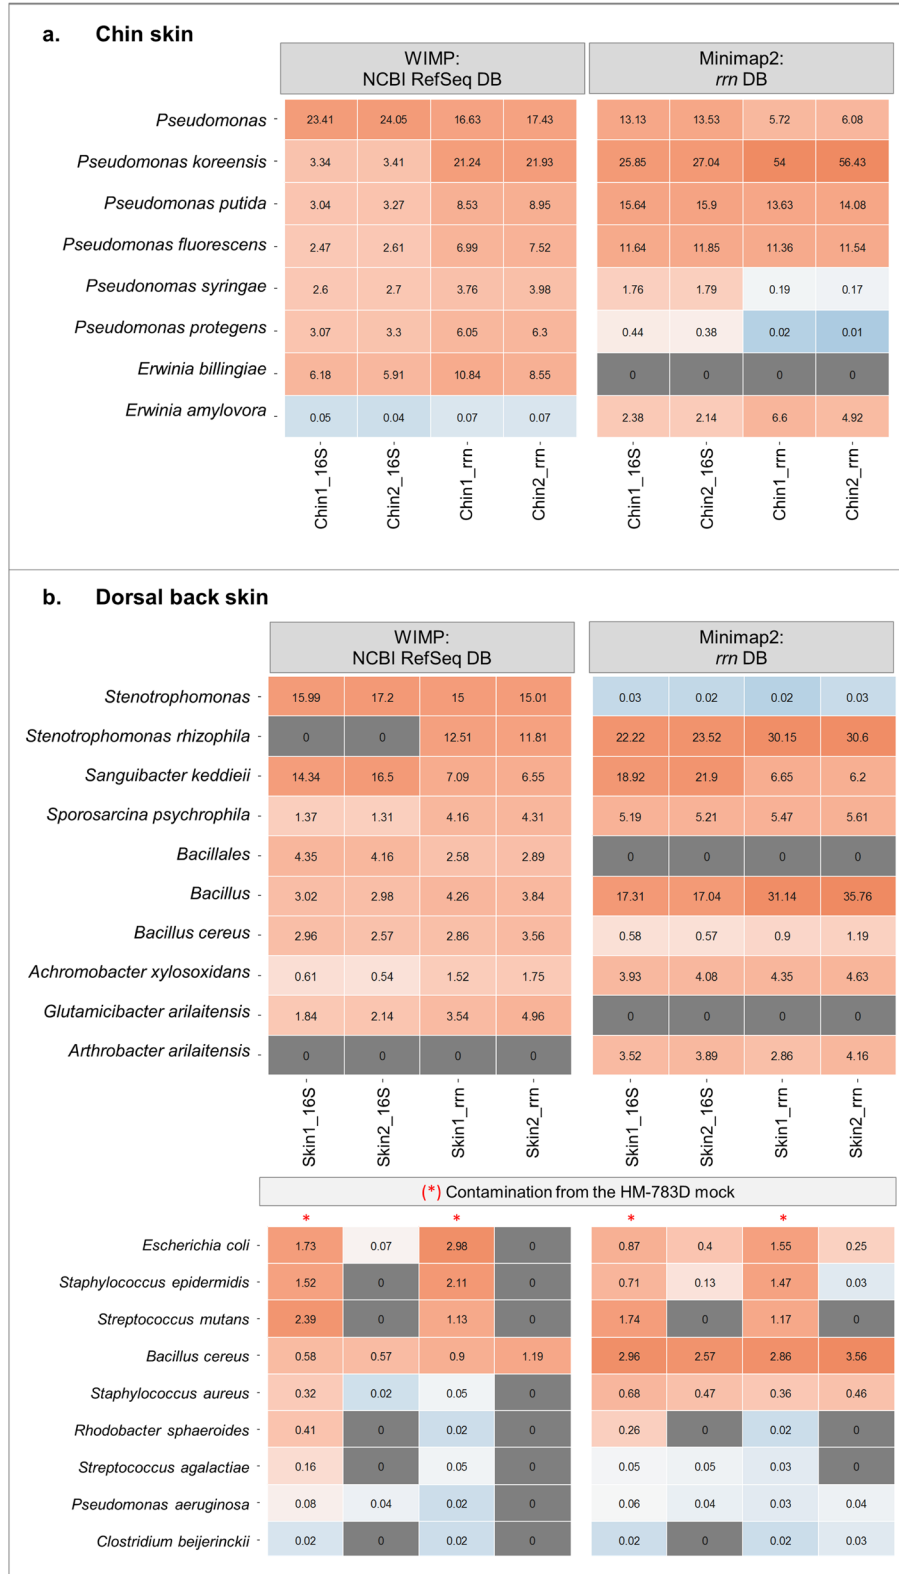 a. Chin skin
WIMP:
NCBI RefSeq DB
Minimap2:
rrn DB
Pseudomonas - 23.41 24.05 16.63 17.43 13.13 13.53 5.72 6.08
Pseudomonas koreensis - 3.34 3.41 21.24 21.93 25.85 27.04 54 56.43
Pseudomonas putida - 3.04 3.27 8.53 8.95 15.64 15.9 13.63 14.08
Pseudomonas fluorescens - 2.47 2.61 6.99 7.52 11.64 11.85 11.36 11.54
Pseudonomas syringae - 2.6 2.7 3.76 3.98 1.76 1.79 0.19 0.17
Pseudomonas protegens - 3.07 3.3 6.05 6.3 0.44 0.38 0.02 0.01
Erwinia billingiae - 6.18 5.91 10.84 8.55 0 0 0 0
Erwinia amylovora - 0.05 0.04 0.07 0.07 2.38 2.14 6.6 4.92
Chin1_16S Chin2_16S Chin1_rrn Chin2_rrn Chin1_16S Chin2_16S Chin1_rrn Chin2_rrn
b. Dorsal back skin
WIMP:
NCBI RefSeq DB
Minimap2:
rrn DB
Stenotrophomonas - 15.99 17.2 15 15.01 0.03 0.02 0.02 0.03
Stenotrophomonas rhizophila - 0 0 12.51 11.81 22.22 23.52 30.15 30.6
Sanguibacter keddieii - 14.34 16.5 7.09 6.55 18.92 21.9 6.65 6.2
Sporosarcina psychrophila - 1.37 1.31 4.16 4.31 5.19 5.21 5.47 5.61
Bacillales - 4.35 4.16 2.58 2.89 0 0 0 0
Bacillus - 3.02 2.98 4.26 3.84 17.31 17.04 31.14 35.76
Bacillus cereus - 2.96 2.57 2.86 3.56 0.58 0.57 0.9 1.19
Achromobacter xylosoxidans - 0.61 0.54 1.52 1.75 3.93 4.08 4.35 4.63
Glutamicibacter arilaitensis - 1.84 2.14 3.54 4.96 0 0 0 0
Arthrobacter arilaitensis - 0 0 0 0 3.52 3.89 2.86 4.16
Skin1_16S Skin2_16S Skin1_rrn Skin2_rrn Skin1_16S Skin2_16S Skin1_rrn Skin2_rrn
(*) Contamination from the HM-783D mock
* * * *
Escherichia coli - 1.73 0.07 2.98 0 0.87 0.4 1.55 0.25
Staphylococcus epidermidis - 1.52 0 2.11 0 0.71 0.13 1.47 0.03
Streptococcus mutans - 2.39 0 1.13 0 1.74 0 1.17 0
Bacillus cereus - 0.58 0.57 0.9 1.19 2.96 2.57 2.86 3.56
Staphylococcus aureus - 0.32 0.02 0.05 0 0.68 0.47 0.36 0.46
Rhodobacter sphaeroides - 0.41 0 0.02 0 0.26 0 0.02 0
Streptococcus agalactiae - 0.16 0 0.05 0 0.05 0.05 0.03 0
Pseudomonas aeruginosa - 0.08 0.04 0.02 0 0.06 0.04 0.03 0.04
Clostridium beijerinckii - 0.02 0 0.02 0 0.02 0 0.02 0.03